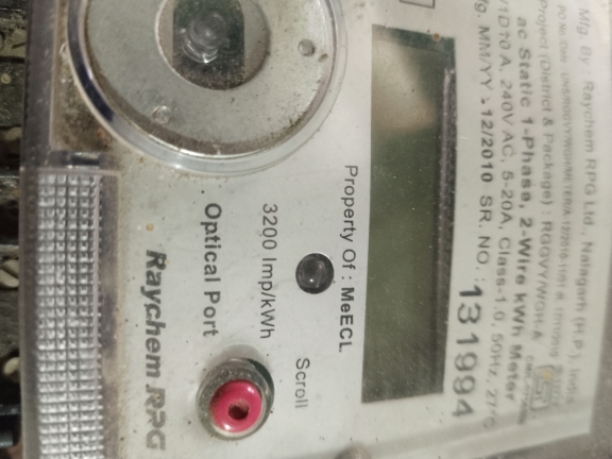 Mfg. By : Raychem RPG Ltd., Nalagarh (H.P.), India
Project (District & Package) : RGGVY/WGH-A
ac Static 1-Phase, 2-Wire kWh Meter
10 A, 240V AC, 5-20A, Class-1.0, 50Hz, 27°C
MM/YY : 12/2010 SR. NO. : 131994
Property Of : MeECL
3200 Imp/kWh
Scroll
Optical Port
Raychem RPG